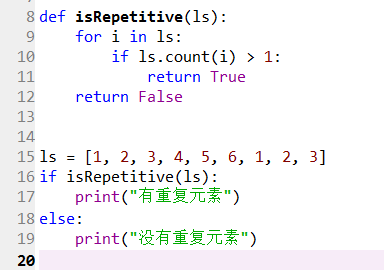 8 def isRepetitive(ls):
9     for i in ls:
10         if ls.count(i) > 1:
11             return True
12     return False
13
14
15 ls = [1, 2, 3, 4, 5, 6, 1, 2, 3]
16 if isRepetitive(ls):
17     print("有重复元素")
18 else:
19     print("没有重复元素")
20